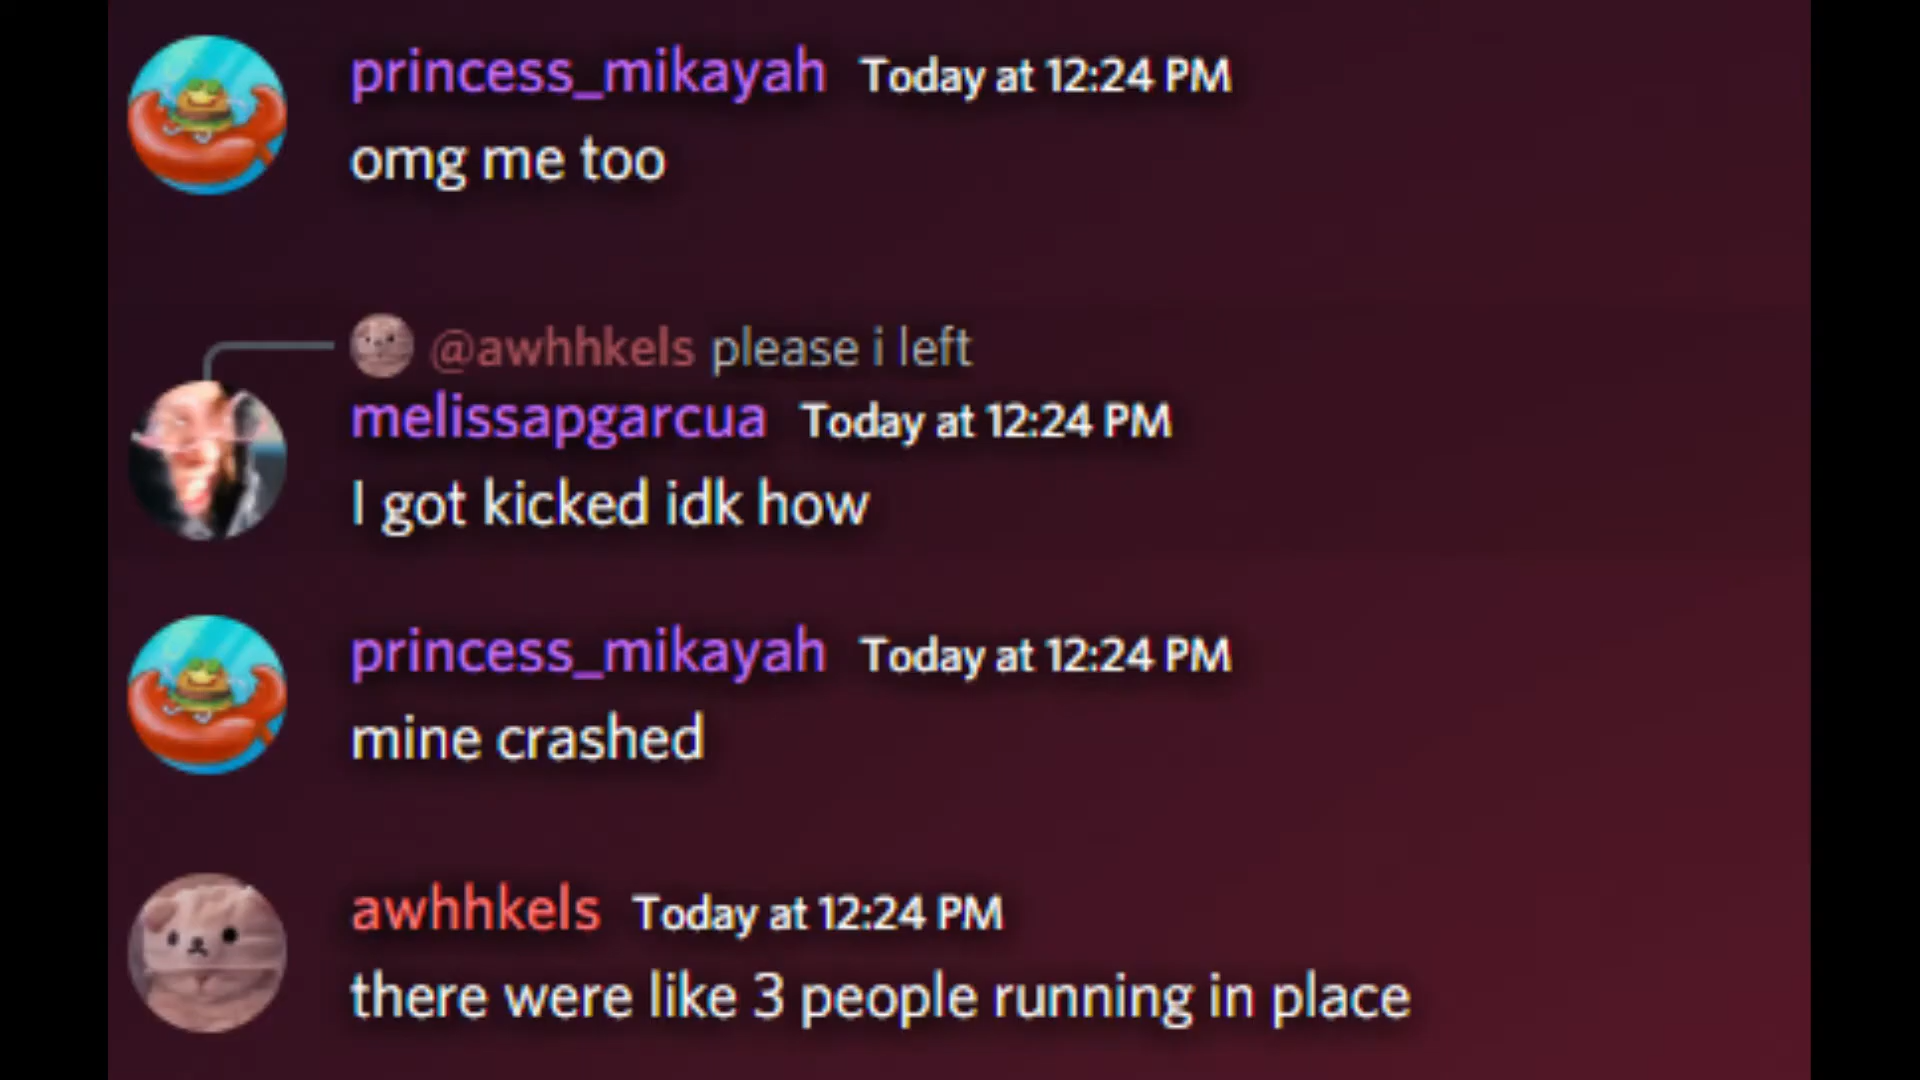 princess_mikayah Today at 12:24 PM
omg me too
@awhhkels please i left
melissapgarcua Today at 12:24 PM
I got kicked idk how
princess_mikayah Today at 12:24 PM
mine crashed
awhhkels Today at 12:24 PM
there were like 3 people running in place